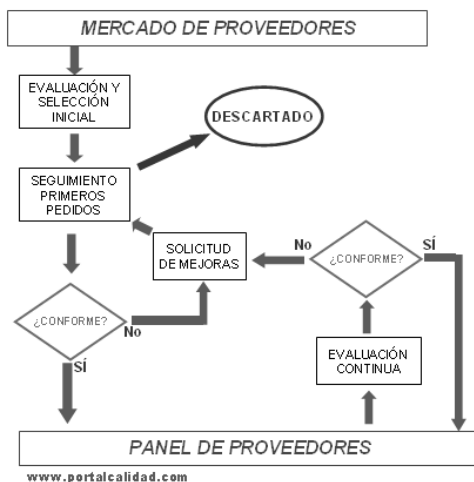 MERCADO DE PROVEEDORES
EVALUACIÓN Y
SELECCIÓN
INICIAL
DESCARTADO
SEGUIMIENTO
PRIMEROS
PEDIDOS
SOLICITUD
DE MEJORAS
No
¿CONFORME?
SÍ
¿CONFORME?
No
SÍ
EVALUACIÓN
CONTINUA
PANEL DE PROVEEDORES
www.portalcalidad.com